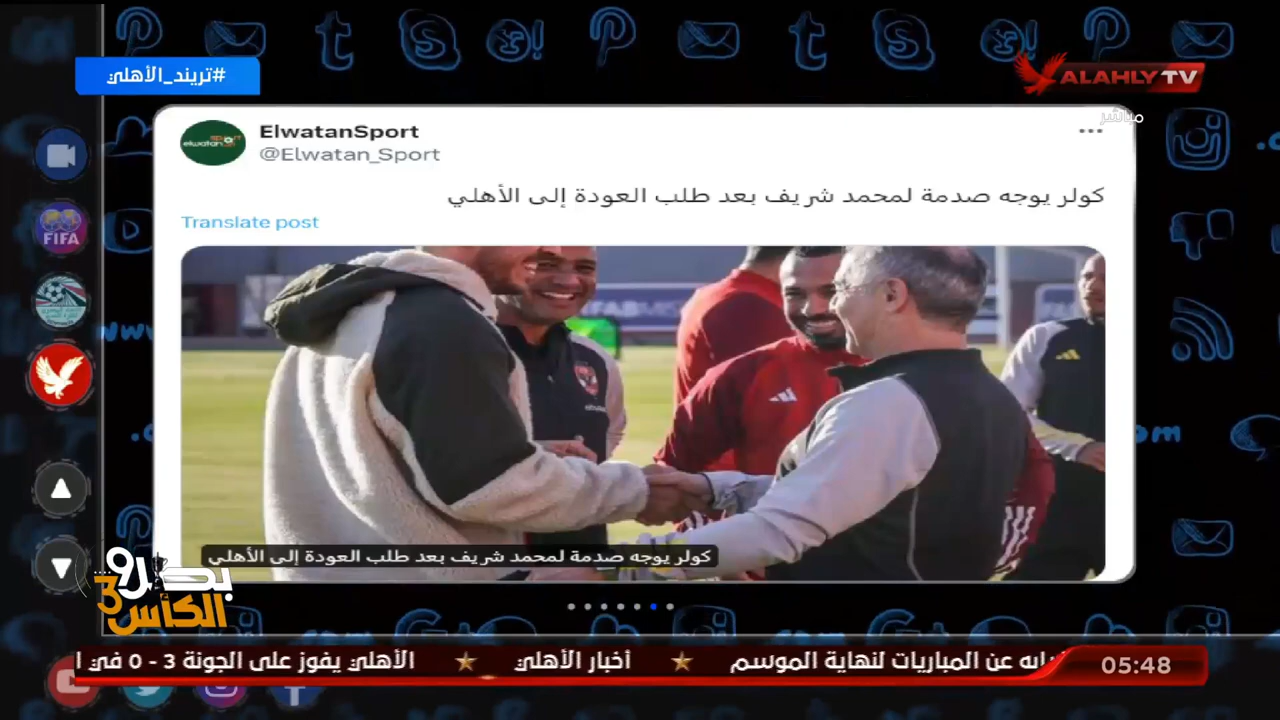 #تريند_الأهلي
ALAHLY TV
مباشر
ElwatanSport
@Elwatan_Sport
كولر يوجه صدمة لمحمد شريف بعد طلب العودة إلى الأهلي
Translate post
FIFA
كولر يوجه صدمة لمحمد شريف بعد طلب العودة إلى الأهلي
الكأس 3
عن المباريات لنهاية الموسم ★ أخبار الأهلي ★ الأهلي يفوز على الجونة 3 - 0 في
05:48